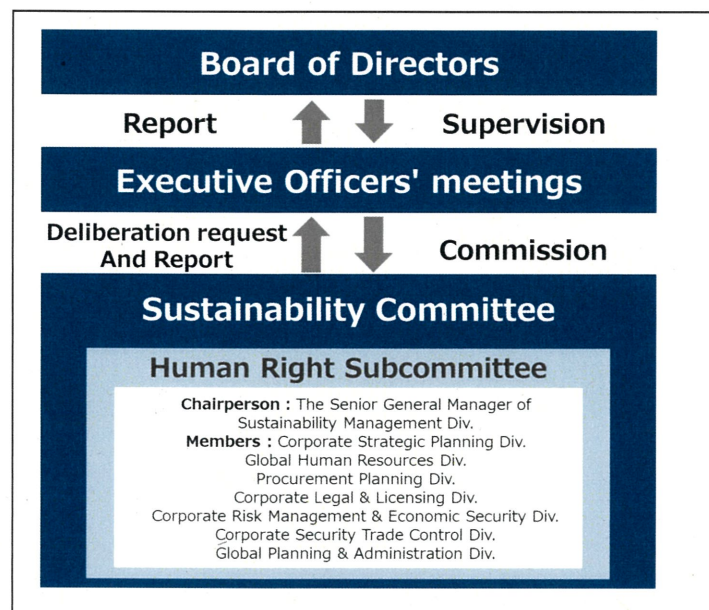 Board of Directors
Report
Supervision
Executive Officers' meetings
Deliberation request
And Report
Commission
Sustainability Committee
Human Right Subcommittee
Chairperson : The Senior General Manager of
Sustainability Management Div.
Members : Corporate Strategic Planning Div.
Global Human Resources Div.
Procurement Planning Div.
Corporate Legal & Licensing Div.
Corporate Risk Management & Economic Security Div.
Corporate Security Trade Control Div.
Global Planning & Administration Div.